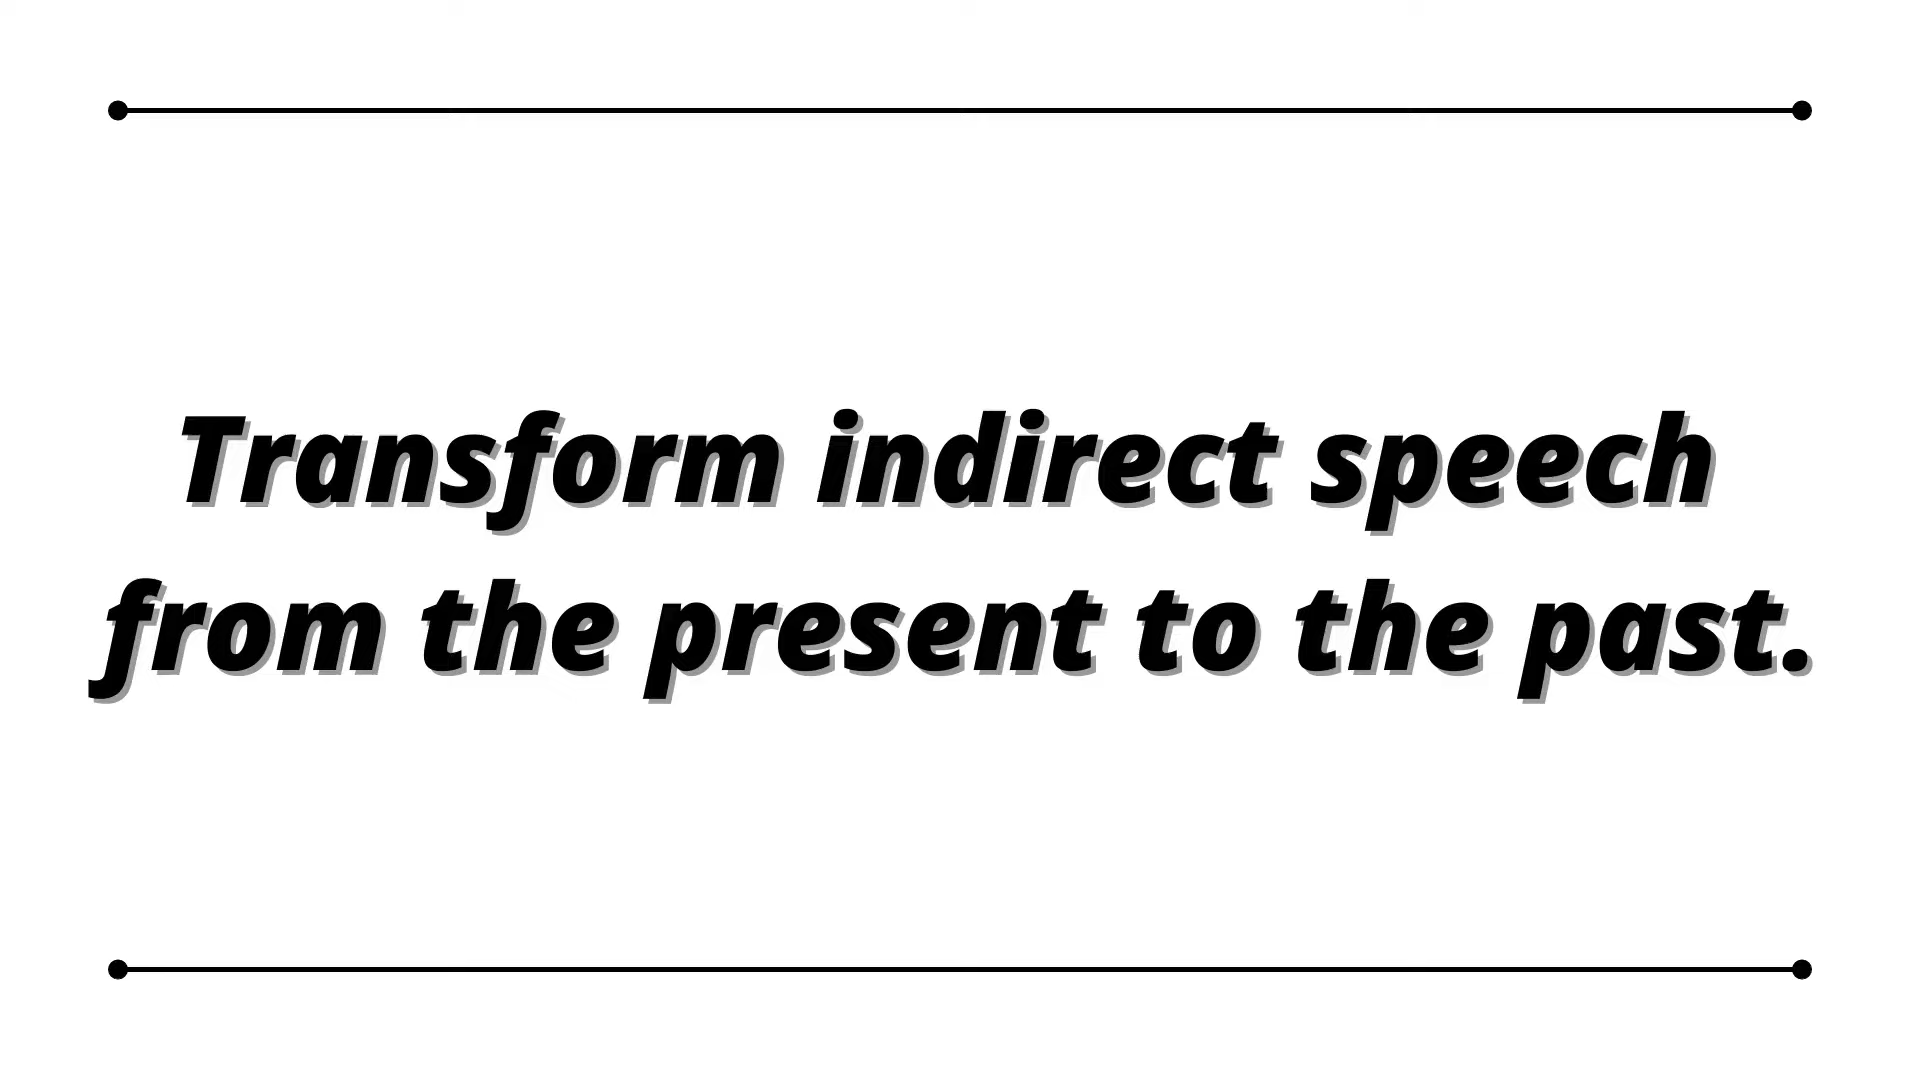 Transform indirect speech
from the present to the past.